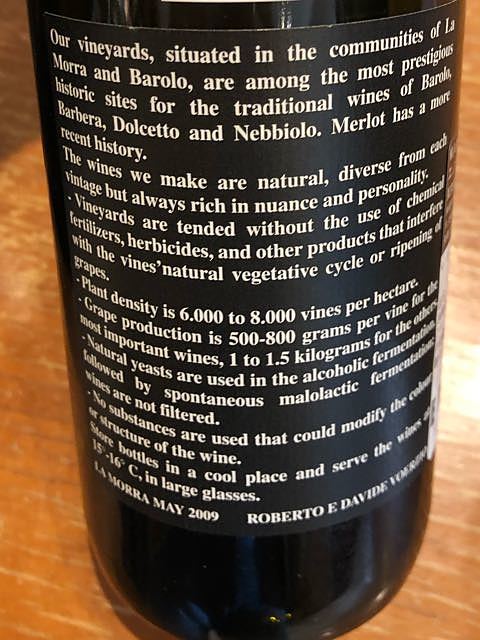 Our vineyards, situated in the communities of La
Morra and Barolo, are among the most prestigious
historic sites for the traditional wines of Barolo,
Barbera, Dolcetto and Nebbiolo. Merlot has a more
recent history.
The wines we make are natural, diverse from each
vintage but always rich in nuance and personality.
- Vineyards are tended without the use of chemical
fertilizers, herbicides, and other products that interfere
with the vines'natural vegetative cycle or ripening of
grapes.
- Plant density is 6.000 to 8.000 vines per hectare.
- Grape production is 500-800 grams per vine for the
most important wines, 1 to 1.5 kilograms for the others.
- Natural yeasts are used in the alcoholic fermentation,
followed by spontaneous malolactic fermentation;
wines are not filtered.
- No substances are used that could modify the colour
or structure of the wine.
Store bottles in a cool place and serve the wines at
15°-16° C, in large glasses.
LA MORRA MAY 2009 ROBERTO E DAVIDE VOERZIO